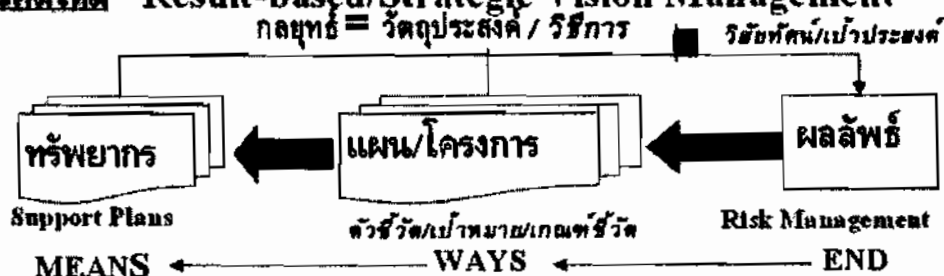 Result-Based/Strategic Vision Management
กลยุทธ์ = วัตถุประสงค์ / วิธีการ
วิสัยทัศน์/เป้าประสงค์
ทรัพยากร
แผน/โครงการ
ผลลัพธ์
Support Plans
ตัวชี้วัด/เป้าหมาย/เกณฑ์ชี้วัด
Risk Management
MEANS
WAYS
END